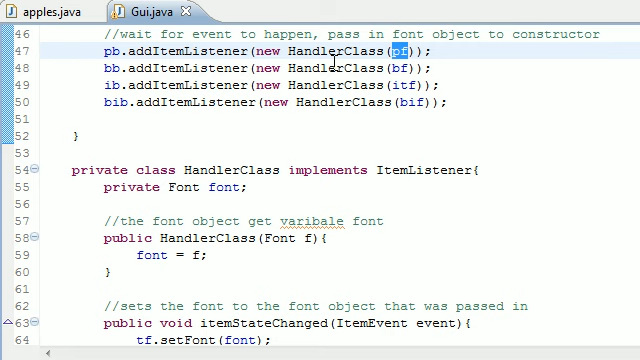 apples.java Gui.java
46 //wait for event to happen, pass in font object to constructor
47 pb.addItemListener(new HandlerClass(pf));
48 bb.addItemListener(new HandlerClass(bf));
49 ib.addItemListener(new HandlerClass(itf));
50 bib.addItemListener(new HandlerClass(bif));
51
52 }
53
54 private class HandlerClass implements ItemListener{
55 private Font font;
56
57 //the font object get varibale font
58 public HandlerClass(Font f){
59 font = f;
60 }
61
62 //sets the font to the font object that was passed in
63 public void itemStateChanged(ItemEvent event){
64 tf.setFont(font);